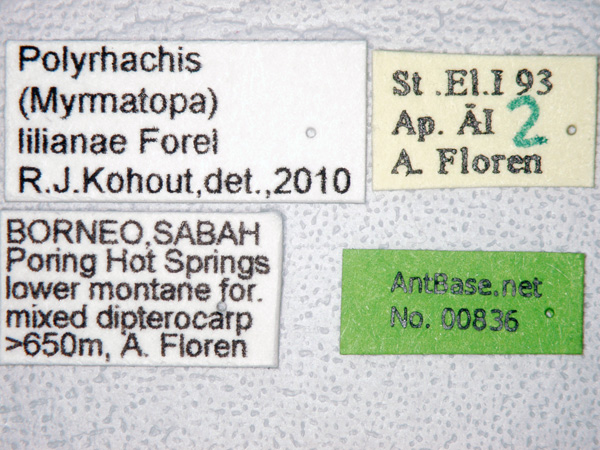 Polyrhachis
(Myrmatopa)
lilianae Forel
R.J.Kohout,det.,2010
St .El.I 93
Ap. ĀI 2
A. Floren
BORNEO,SABAH
Poring Hot Springs
lower montane for.
mixed dipterocarp
>650m, A. Floren
AntBase.net
No. 00836